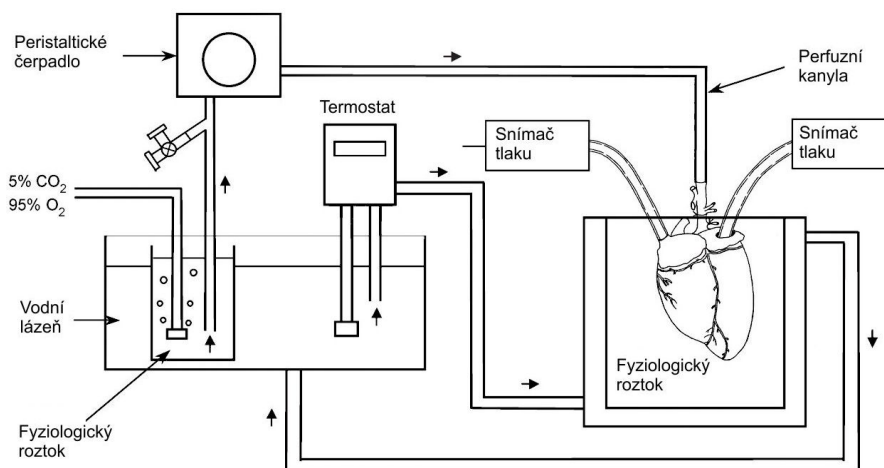 Peristaltické
čerpadlo
Termostat
Perfuzní
kanyla
Snímač
tlaku
Snímač
tlaku
5% CO₂
95% O₂
Vodní
lázeň
Fyziologický
roztok
Fyziologický
roztok